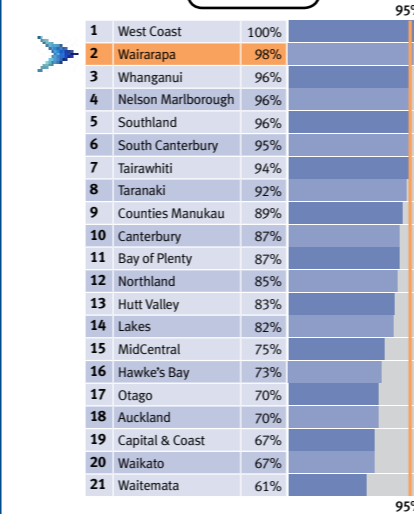 95%
1 West Coast 100%
2 Wairarapa 98%
3 Whanganui 96%
4 Nelson Marlborough 96%
5 Southland 96%
6 South Canterbury 95%
7 Tairawhiti 94%
8 Taranaki 92%
9 Counties Manukau 89%
10 Canterbury 87%
11 Bay of Plenty 87%
12 Northland 85%
13 Hutt Valley 83%
14 Lakes 82%
15 MidCentral 75%
16 Hawke's Bay 73%
17 Otago 70%
18 Auckland 70%
19 Capital & Coast 67%
20 Waikato 67%
21 Waitemata 61%
95%